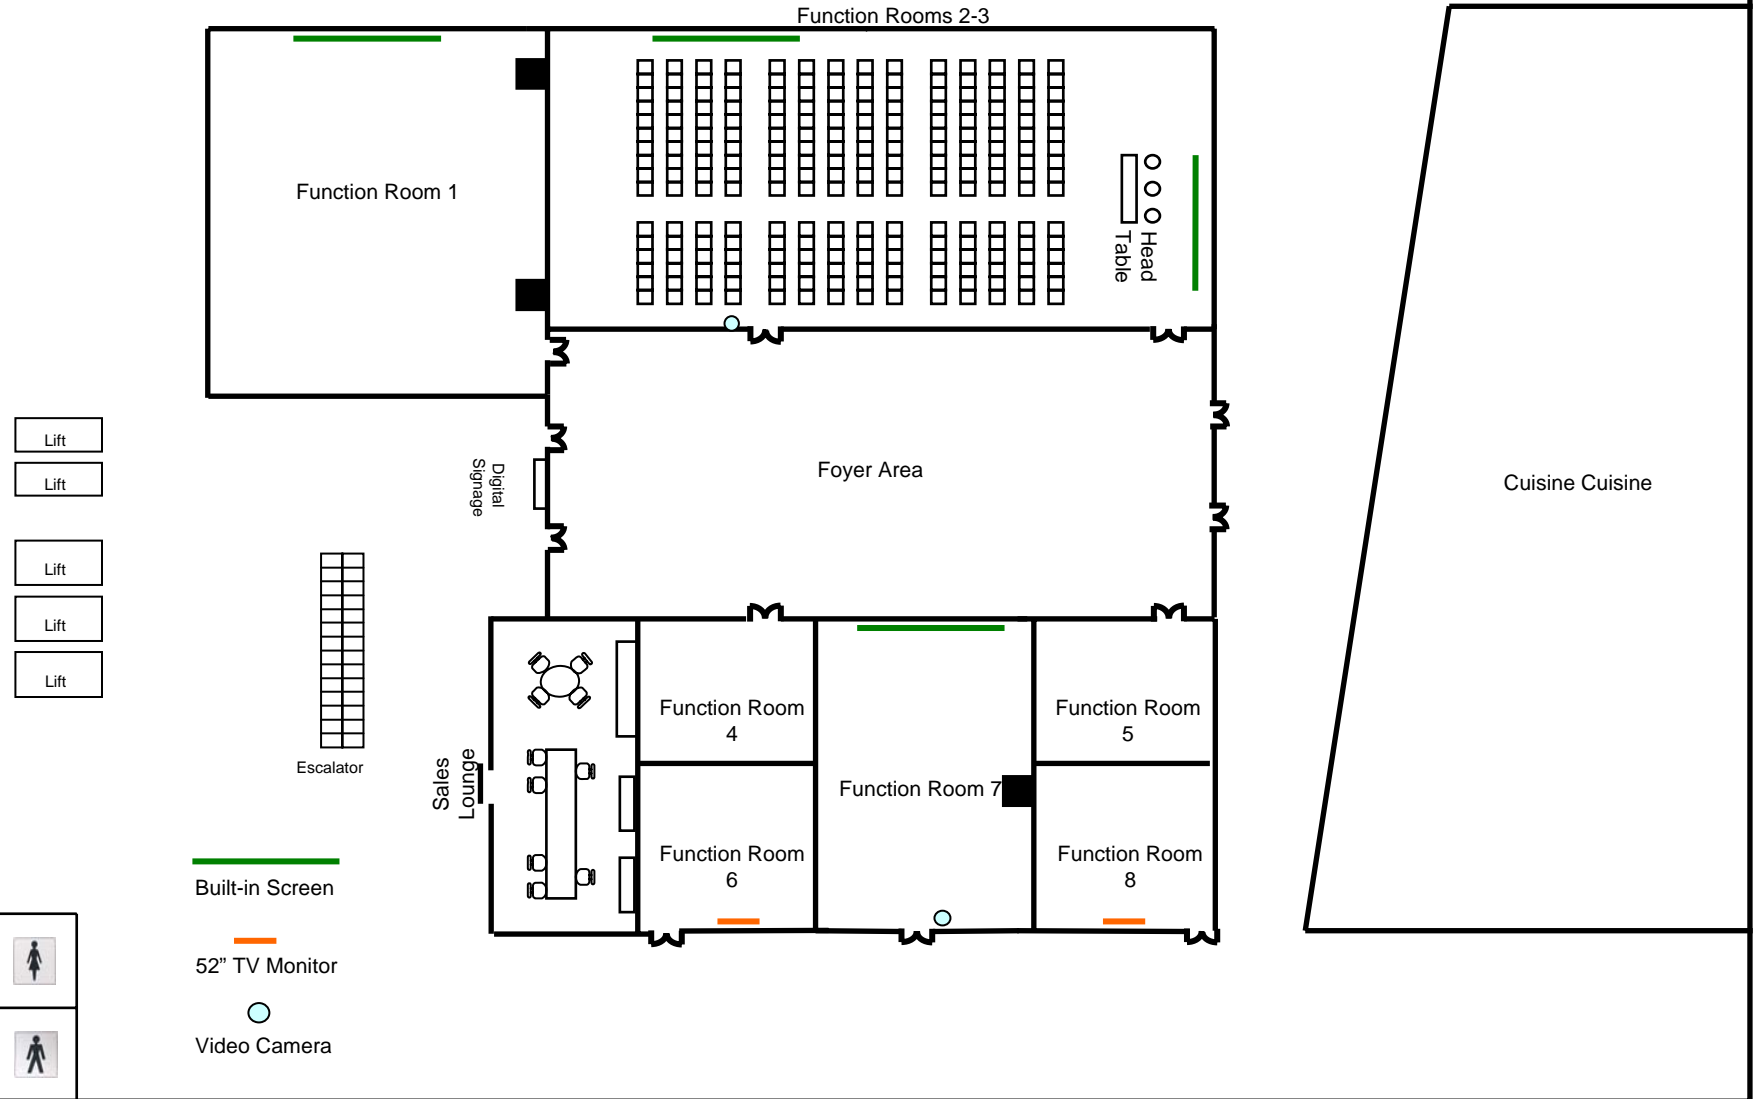 Function Rooms 2-3
Function Room 1
Head
Table
Lift
Lift
Lift
Lift
Lift
Digital
Signage
Foyer Area
Cuisine Cuisine
Escalator
Sales
Lounge
Function Room
4
Function Room
5
Function Room 7
Function Room
6
Function Room
8
Built-in Screen
52” TV Monitor
Video Camera